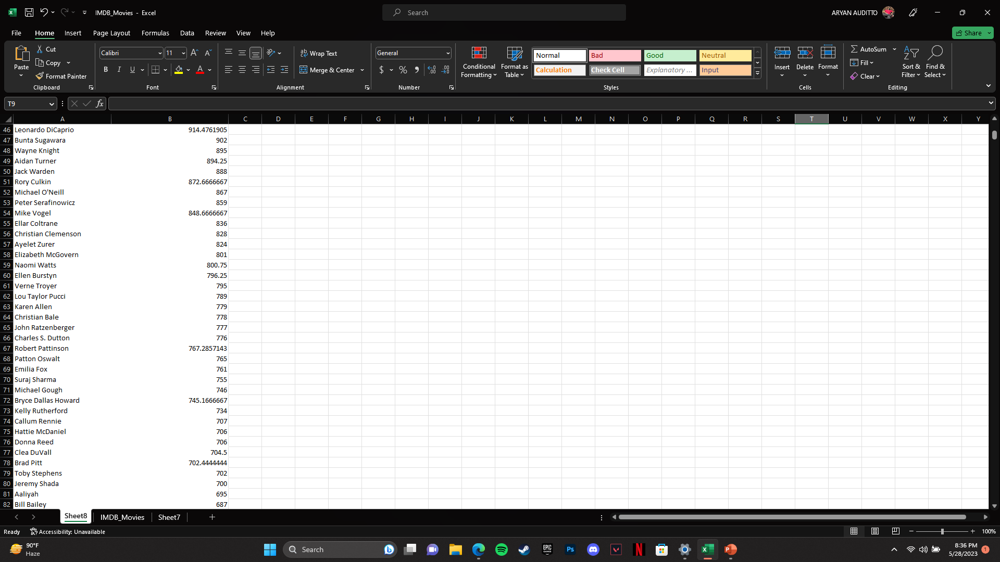 IMDB_Movies - Excel
Search
ARYAN AUDITTO
File Home Insert Page Layout Formulas Data Review View Help
Share
Paste
Cut
Copy
Format Painter
Clipboard
Calibri 11
B I U A
Font
ab Wrap Text
Merge & Center
Alignment
General
$ % 9
Number
Conditional Formatting
Format as Table
Normal Bad Good Neutral
Calculation Check Cell Explanatory ... Input
Styles
Insert Delete Format
Cells
AutoSum
Fill
Clear
Sort & Filter
Find & Select
Editing
T9 fx
A B C D E F G H I J K L M N O P Q R S T U V W X Y
46 Leonardo DiCaprio 914.4761905
47 Bunta Sugawara 902
48 Wayne Knight 895
49 Aidan Turner 894.25
50 Jack Warden 888
51 Rory Culkin 872.6666667
52 Michael O'Neill 867
53 Peter Serafinowicz 859
54 Mike Vogel 848.6666667
55 Ellar Coltrane 836
56 Christian Clemenson 828
57 Ayelet Zurer 824
58 Elizabeth McGovern 801
59 Naomi Watts 800.75
60 Ellen Burstyn 796.25
61 Verne Troyer 795
62 Lou Taylor Pucci 789
63 Karen Allen 779
64 Christian Bale 778
65 John Ratzenberger 777
66 Charles S. Dutton 776
67 Robert Pattinson 767.2857143
68 Patton Oswalt 765
69 Emilia Fox 761
70 Suraj Sharma 755
71 Michael Gough 746
72 Bryce Dallas Howard 745.1666667
73 Kelly Rutherford 734
74 Callum Rennie 707
75 Hattie McDaniel 706
76 Donna Reed 706
77 Clea DuVall 704.5
78 Brad Pitt 702.4444444
79 Toby Stephens 702
80 Jeremy Shada 700
81 Aaliyah 695
82 Bill Bailey 687
Sheet8 IMDB_Movies Sheet7
Ready Accessibility: Unavailable 100%
90°F
Haze
Search
EPIC GAMES
Ps
8:36 PM
5/28/2023
1